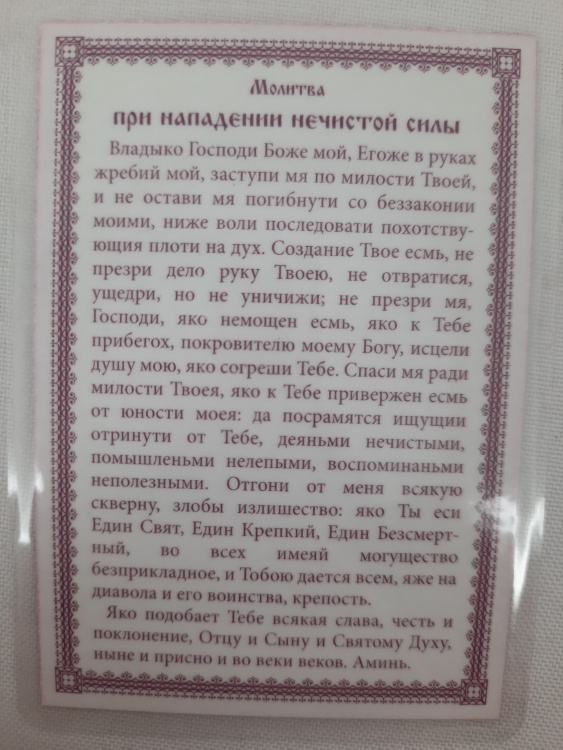 Молитва
при нападении нечистой силы
Владыко Господи Боже мой, Егоже в руках
жребий мой, заступи мя по милости Твоей,
и не остави мя погибнути со беззаконии
моими, ниже воли последовати похотству-
ющия плоти на дух. Создание Твое есмь, не
презри дело руку Твоею, не отвратися,
ущедри, но не уничижи; не презри мя,
Господи, яко немощен есмь, яко к Тебе
прибегох, покровителю моему Богу, исцели
душу мою, яко согреши Тебе. Спаси мя ради
милости Твоея, яко к Тебе привержен есмь
от юности моея: да посрамятся ищущии
отринути от Тебе, деяньми нечистыми,
помышленьми нелепыми, воспоминаньми
неполезными. Отгони от меня всякую
скверну, злобы излишество: яко Ты еси
Един Свят, Един Крепкий, Един Безсмерт-
ный, во всех имеяй могущество
безприкладное, и Тобою дается всем, яже на
диавола и его воинства, крепость.
Яко подобает Тебе всякая слава, честь и
поклонение, Отцу и Сыну и Святому Духу,
ныне и присно и во веки веков. Аминь.